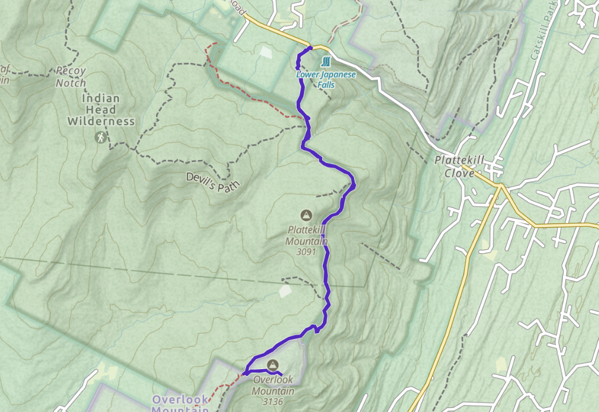 Road
Catskill Park
Pecoy
Notch
Lower Japanese
Falls
Indian
Head
Wilderness
Plattekill
Clove
Devil's Path
Plattekill
Mountain
3091
Overlook
Mountain
3136
Overlook
Mountain